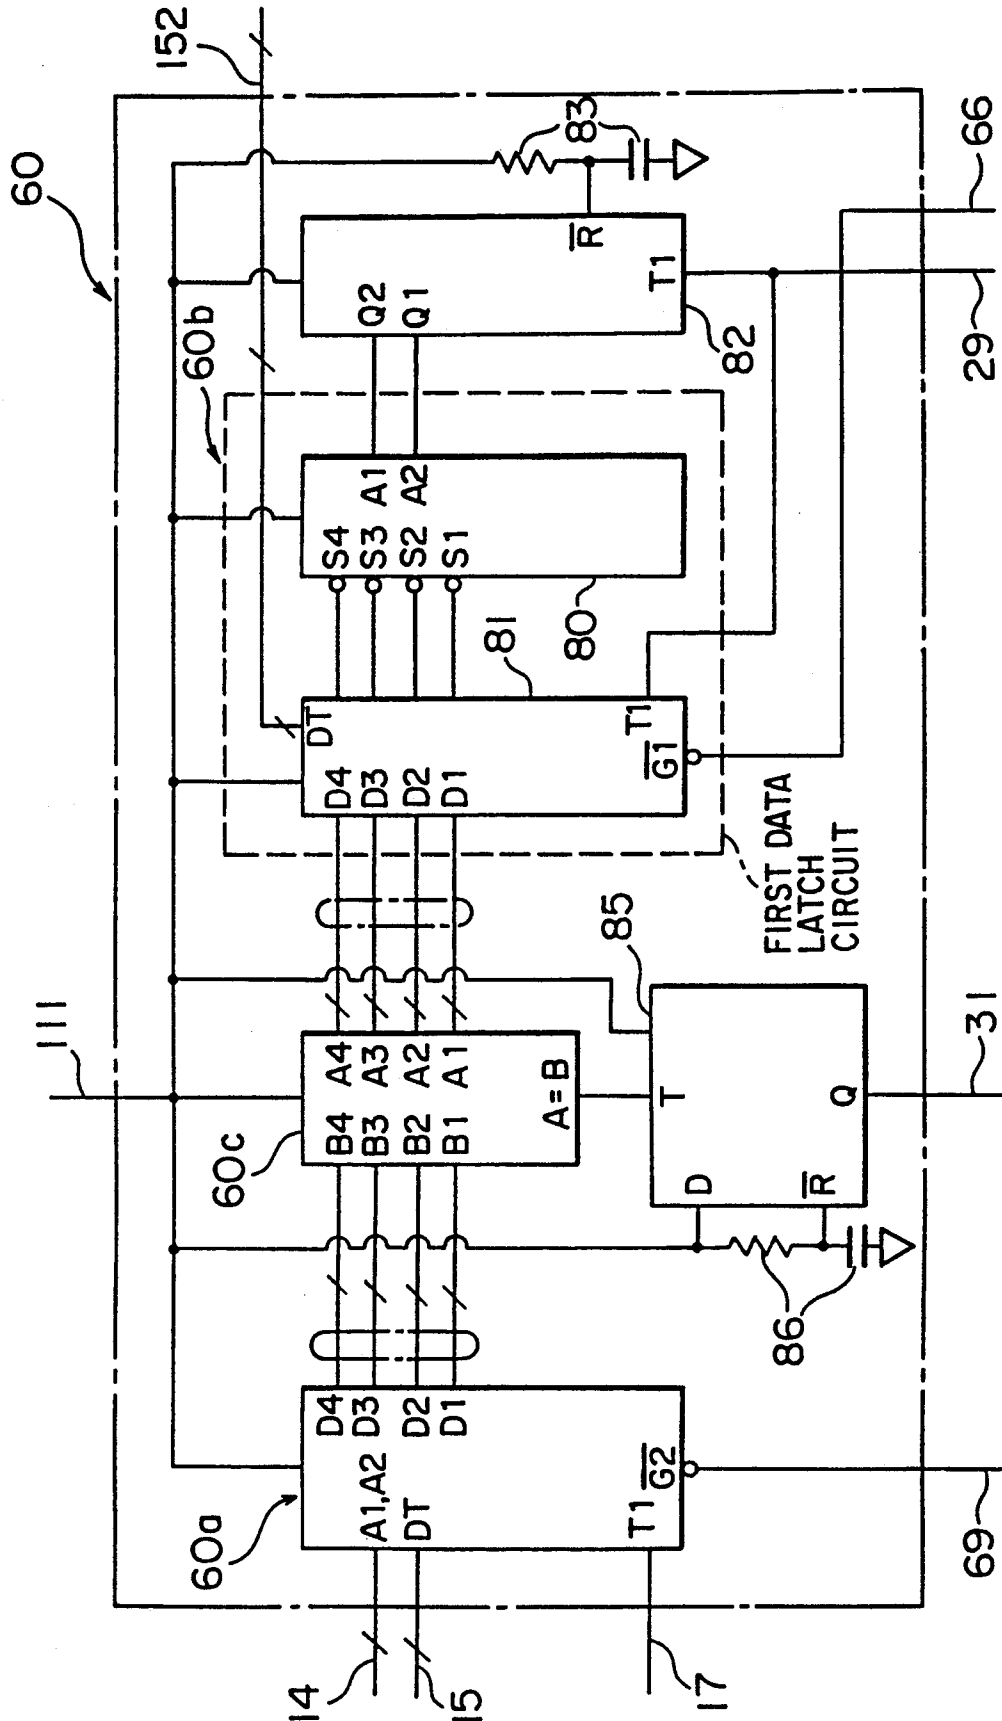 60
152
111
60b
60c
60a
14
15
17
A1,A2
DT
T1
G̅2̅
D4
D3
D2
D1
69
B4
B3
B2
B1
A4
A3
A2
A1
A=B
85
T
D
R̅
Q
86
31
DT
D4
D3
D2
D1
T1
G̅1̅
81
FIRST DATA
LATCH
CIRCUIT
S4
S3
S2
S1
A1
A2
80
Q2
Q1
R̅
T1
82
83
29
66